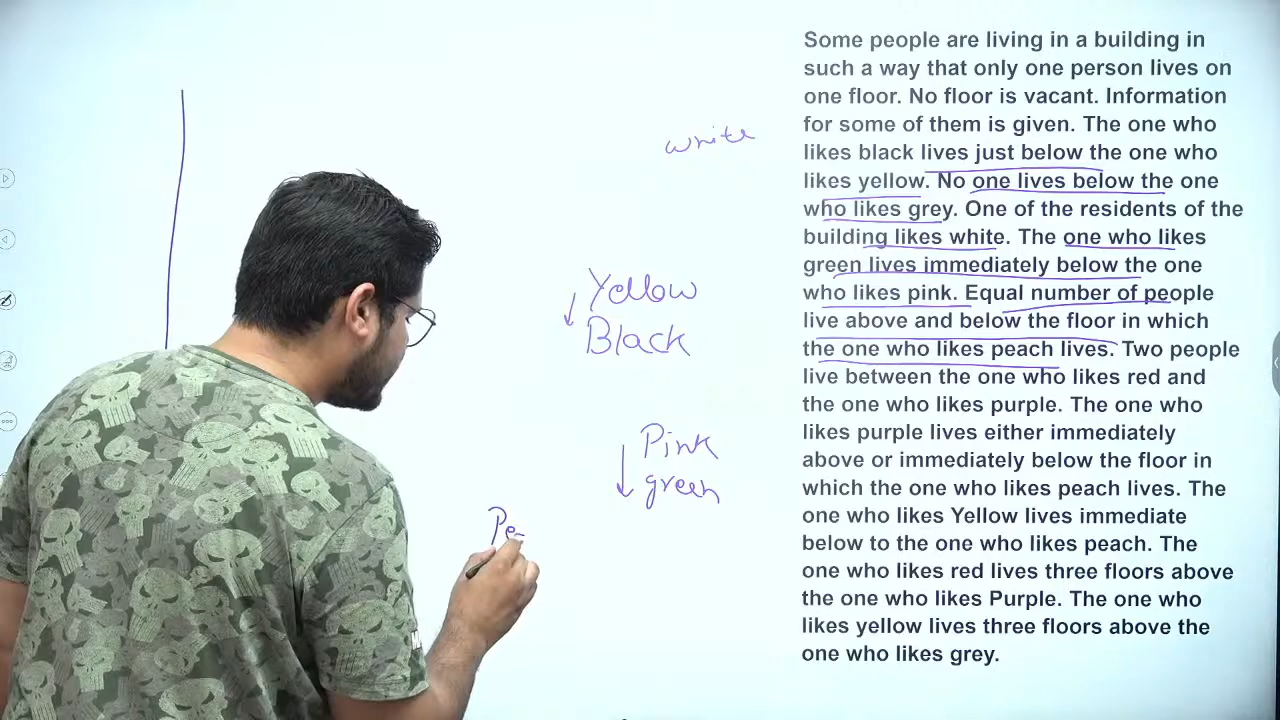 Some people are living in a building in
such a way that only one person lives on
one floor. No floor is vacant. Information
for some of them is given. The one who
likes black lives just below the one who
likes yellow. No one lives below the one
who likes grey. One of the residents of the
building likes white. The one who likes
green lives immediately below the one
who likes pink. Equal number of people
live above and below the floor in which
the one who likes peach lives. Two people
live between the one who likes red and
the one who likes purple. The one who
likes purple lives either immediately
above or immediately below the floor in
which the one who likes peach lives. The
one who likes Yellow lives immediate
below to the one who likes peach. The
one who likes red lives three floors above
the one who likes Purple. The one who
likes yellow lives three floors above the
one who likes grey.
white
Yellow
Black
Pink
green
Pe